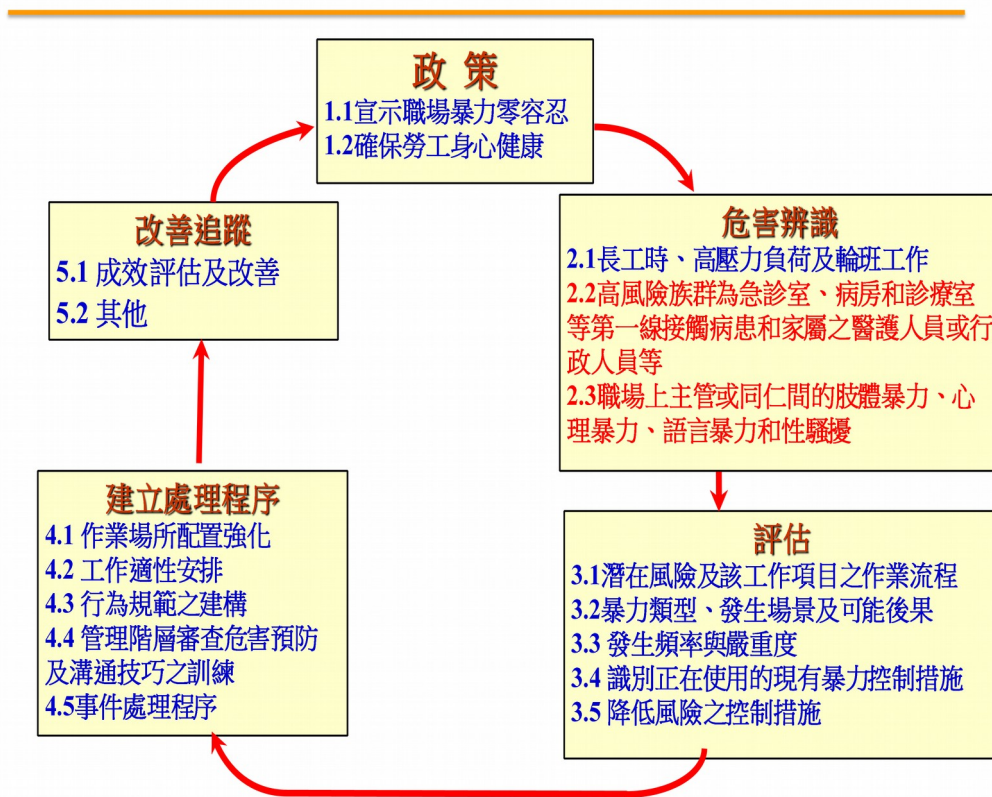 政 策
1.1宣示職場暴力零容忍
1.2確保勞工身心健康
危害辨識
2.1長工時、高壓力負荷及輪班工作
2.2高風險族群為急診室、病房和診療室
等第一線接觸病患和家屬之醫護人員或行
政人員等
2.3職場上主管或同仁間的肢體暴力、心
理暴力、語言暴力和性騷擾
評估
3.1潛在風險及該工作項目之作業流程
3.2暴力類型、發生場景及可能後果
3.3 發生頻率與嚴重度
3.4 識別正在使用的現有暴力控制措施
3.5 降低風險之控制措施
建立處理程序
4.1 作業場所配置強化
4.2 工作適性安排
4.3 行為規範之建構
4.4 管理階層審查危害預防
及溝通技巧之訓練
4.5事件處理程序
改善追蹤
5.1 成效評估及改善
5.2 其他